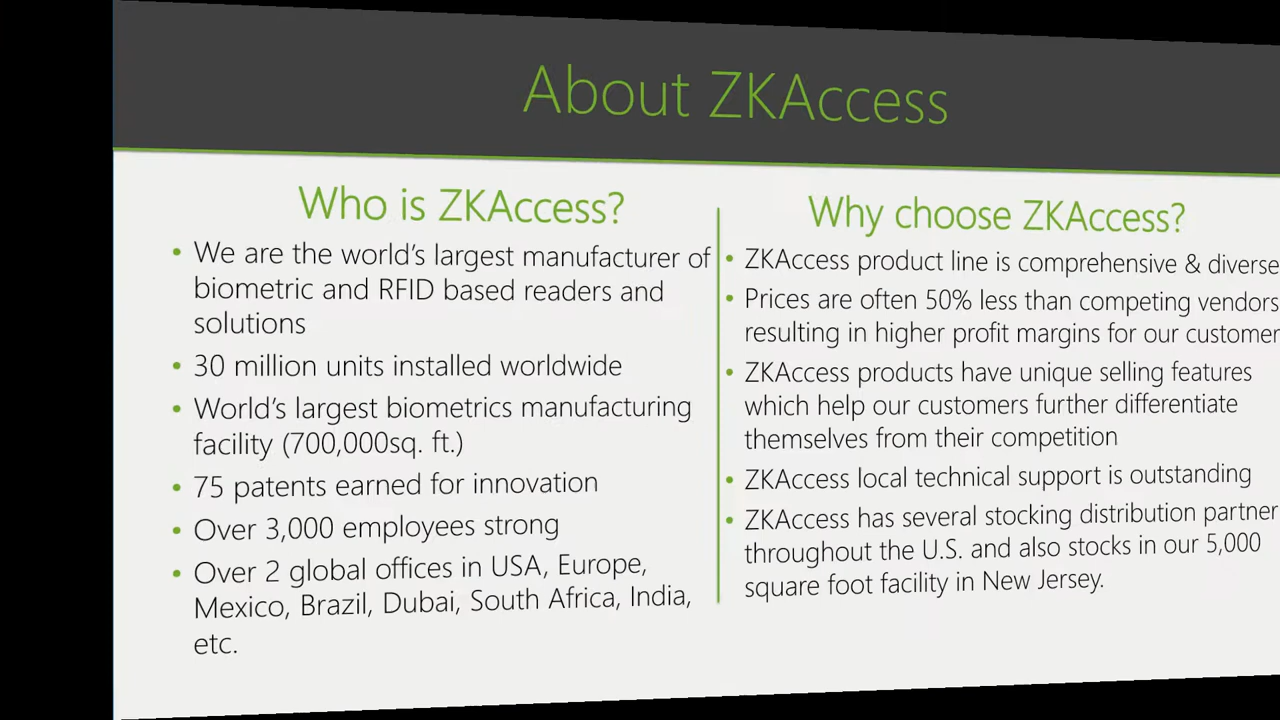 About ZKAccess
Who is ZKAccess?
• We are the world's largest manufacturer of
biometric and RFID based readers and
solutions
• 30 million units installed worldwide
• World's largest biometrics manufacturing
facility (700,000sq. ft.)
• 75 patents earned for innovation
• Over 3,000 employees strong
• Over 2 global offices in USA, Europe,
Mexico, Brazil, Dubai, South Africa, India,
etc.
Why choose ZKAccess?
• ZKAccess product line is comprehensive & diverse
• Prices are often 50% less than competing vendors
resulting in higher profit margins for our customer
• ZKAccess products have unique selling features
which help our customers further differentiate
themselves from their competition
• ZKAccess local technical support is outstanding
• ZKAccess has several stocking distribution partner
throughout the U.S. and also stocks in our 5,000
square foot facility in New Jersey.